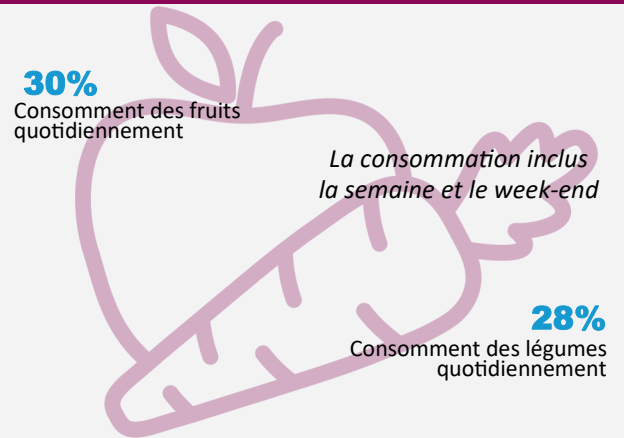 30%
Consomment des fruits
quotidiennement
La consommation inclus
la semaine et le week-end
28%
Consomment des légumes
quotidiennement